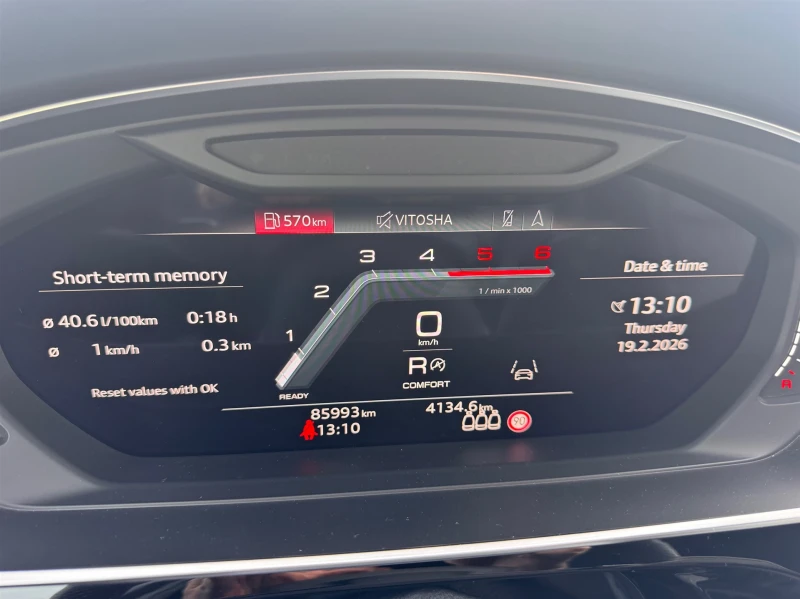 570 km VITOSHA
Short-term memory
ø 40.6 l/100km 0:18 h
ø 1 km/h 0.3 km
Reset values with OK
1 2 3 4 5 6
1 / min x 1000
0
km/h
R
COMFORT
READY
Date & time
13:10
Thursday
19.2.2026
85993 km 4134.6 km
13:10 90
R